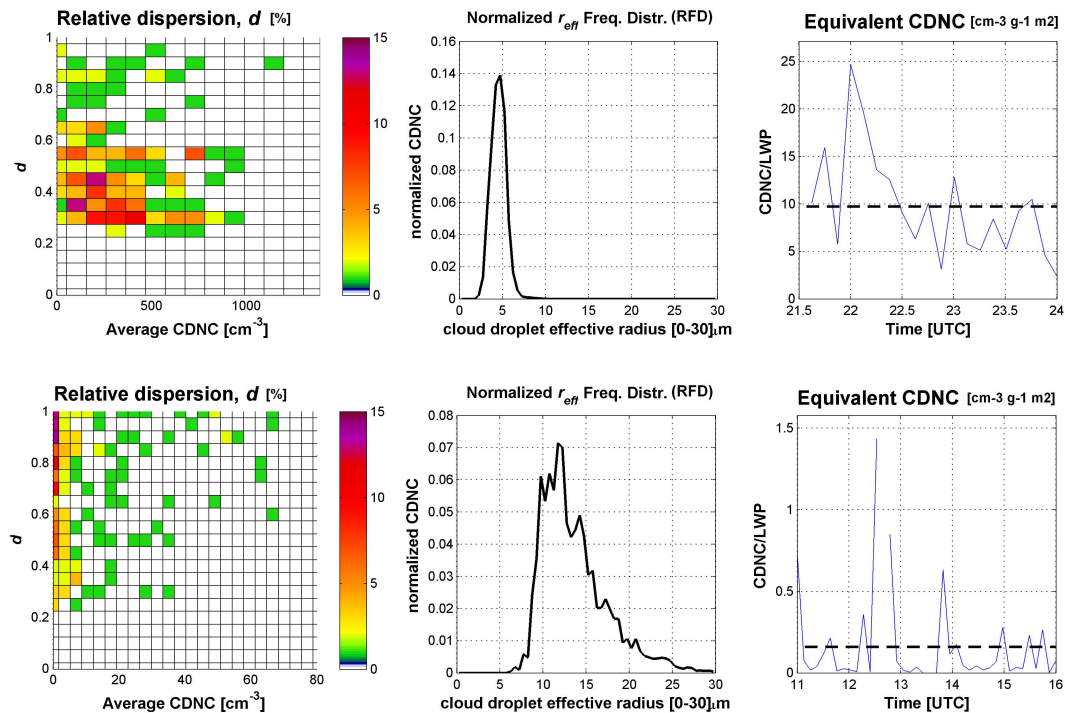 Relative dispersion, d [%]
1
0.8
0.6
0.4
0.2
0
d
0 500 1000
Average CDNC [cm-3]
15
10
5
0
Normalized reff Freq. Distr. (RFD)
0.16
0.14
0.12
0.10
0.08
0.06
0.04
0.02
0
normalized CDNC
0 5 10 15 20 25 30
cloud droplet effective radius [0-30]µm
Equivalent CDNC [cm-3 g-1 m2]
25
20
15
10
5
0
CDNC/LWP
21.5 22 22.5 23 23.5 24
Time [UTC]
Relative dispersion, d [%]
1
0.8
0.6
0.4
0.2
0
d
0 20 40 60 80
Average CDNC [cm-3]
15
10
5
0
Normalized reff Freq. Distr. (RFD)
0.08
0.07
0.06
0.05
0.04
0.03
0.02
0.01
0
normalized CDNC
0 5 10 15 20 25 30
cloud droplet effective radius [0-30]µm
Equivalent CDNC [cm-3 g-1 m2]
1.5
1
0.5
0
CDNC/LWP
11 12 13 14 15 16
Time [UTC]